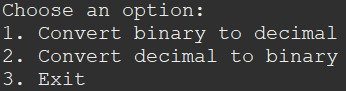 Choose an option:
1. Convert binary to decimal
2. Convert decimal to binary
3. Exit